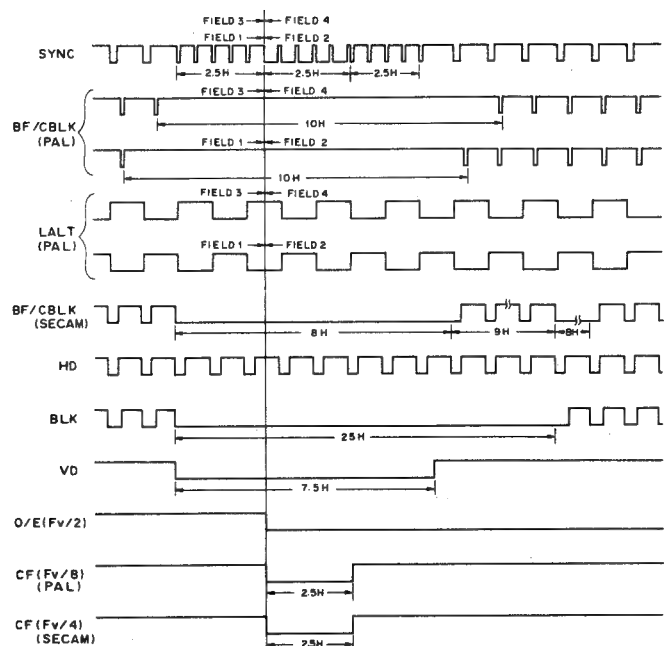 FIELD 3 FIELD 4
FIELD 1 FIELD 2
SYNC
2.5H 2.5H 2.5H
FIELD 3 FIELD 4
BF/CBLK
(PAL)
10H
FIELD 1 FIELD 2
10H
FIELD 3 FIELD 4
LALT
(PAL)
FIELD 1 FIELD 2
BF/CBLK
(SECAM)
8H 9H 8H
HD
BLK
25H
VD
7.5H
O/E(Fv/2)
CF(Fv/8)
(PAL)
2.5H
CF(Fv/4)
(SECAM)
2.5H